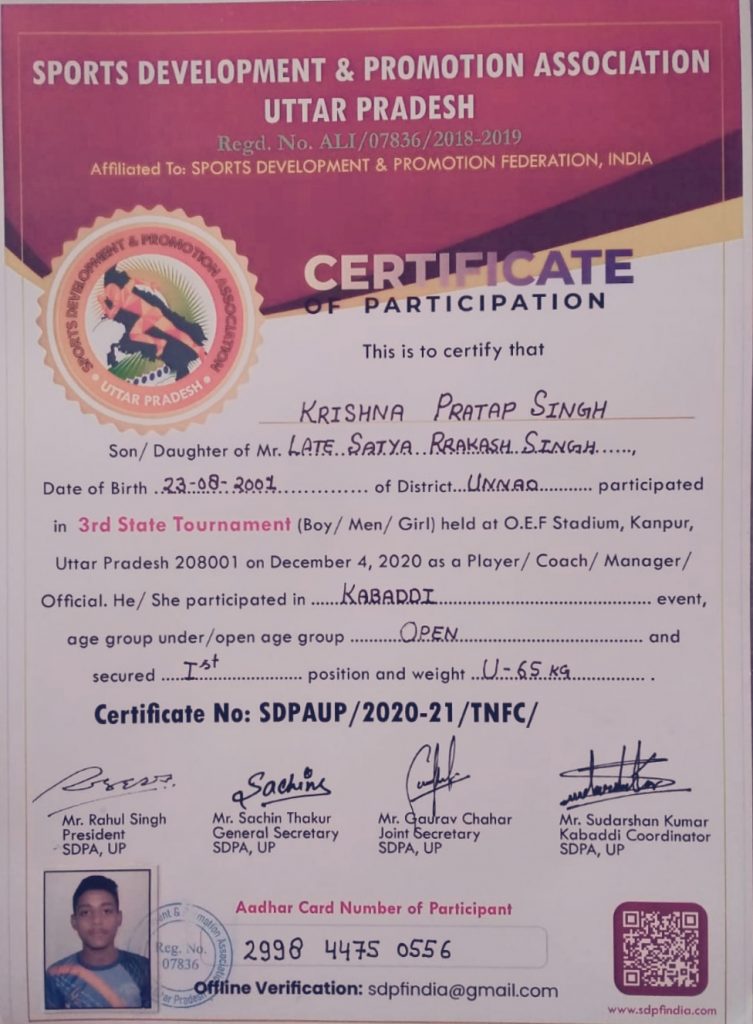 SPORTS DEVELOPMENT & PROMOTION ASSOCIATION
UTTAR PRADESH
Regd. No. ALI/07836/2018-2019
Affiliated To: SPORTS DEVELOPMENT & PROMOTION FEDERATION, INDIA
SPORTS DEVELOPMENT & PROMOTION ASSOCIATION
• UTTAR PRADESH •
CERTIFICATE
OF PARTICIPATION
This is to certify that
KRISHNA PRATAP SINGH
Son/ Daughter of Mr. LATE SATYA RRAKASH SINGH......,
Date of Birth .23-08-2001................ of District...UNNAO........... participated
in 3rd State Tournament (Boy/ Men/ Girl) held at O.E.F Stadium, Kanpur,
Uttar Pradesh 208001 on December 4, 2020 as a Player/ Coach/ Manager/
Official. He/ She participated in ......KABADDI............................................ event,
age group under/open age group ..........OPEN..................................... and
secured ....Ist................. position and weight ..U-65 KG............... .
Certificate No: SDPAUP/2020-21/TNFC/
Sachins
Mr. Rahul Singh
President
SDPA, UP
Mr. Sachin Thakur
General Secretary
SDPA, UP
Mr. Gaurav Chahar
Joint Secretary
SDPA, UP
Mr. Sudarshan Kumar
Kabaddi Coordinator
SDPA, UP
Aadhar Card Number of Participant
Reg. No.
07836
2998 4475 0556
Offline Verification: sdpfindia@gmail.com
www.sdpfindia.com